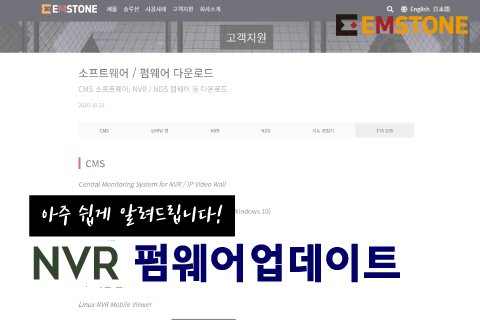 EMSTONE 제품 솔루션 시공사례 고객지원 회사소개 English 日本語
EMSTONE
고객지원
소프트웨어 / 펌웨어 다운로드
CMS 소프트웨어, NVR / NDS 펌웨어 등 다운로드
2020-10-21
CMS 모바일 앱 NVR NDS TTA 인증
CMS
Central Monitoring System for NVR / IP Video Wall
Windows 10)
아주 쉽게 알려드립니다!
NVR 펌웨어업데이트
Linux NVR Mobile Viewer